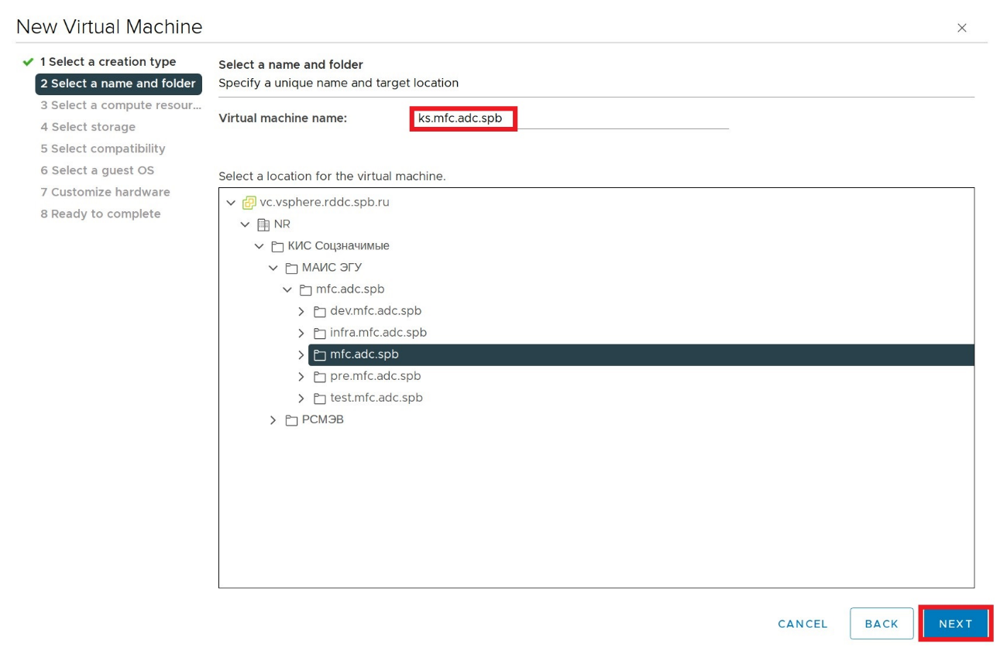 New Virtual Machine
1 Select a creation type
2 Select a name and folder
3 Select a compute resour...
4 Select storage
5 Select compatibility
6 Select a guest OS
7 Customize hardware
8 Ready to complete
Select a name and folder
Specify a unique name and target location
Virtual machine name: ks.mfc.adc.spb
Select a location for the virtual machine.
vc.vsphere.rddc.spb.ru
NR
КИС Соцзначимые
МАИС ЭГУ
mfc.adc.spb
dev.mfc.adc.spb
infra.mfc.adc.spb
mfc.adc.spb
pre.mfc.adc.spb
test.mfc.adc.spb
РСМЭВ
CANCEL BACK NEXT